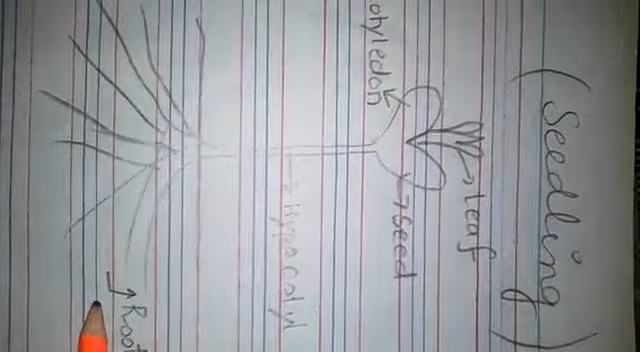 (Seedling)
leaf
seed
otyledon
Hypocotyl
Root